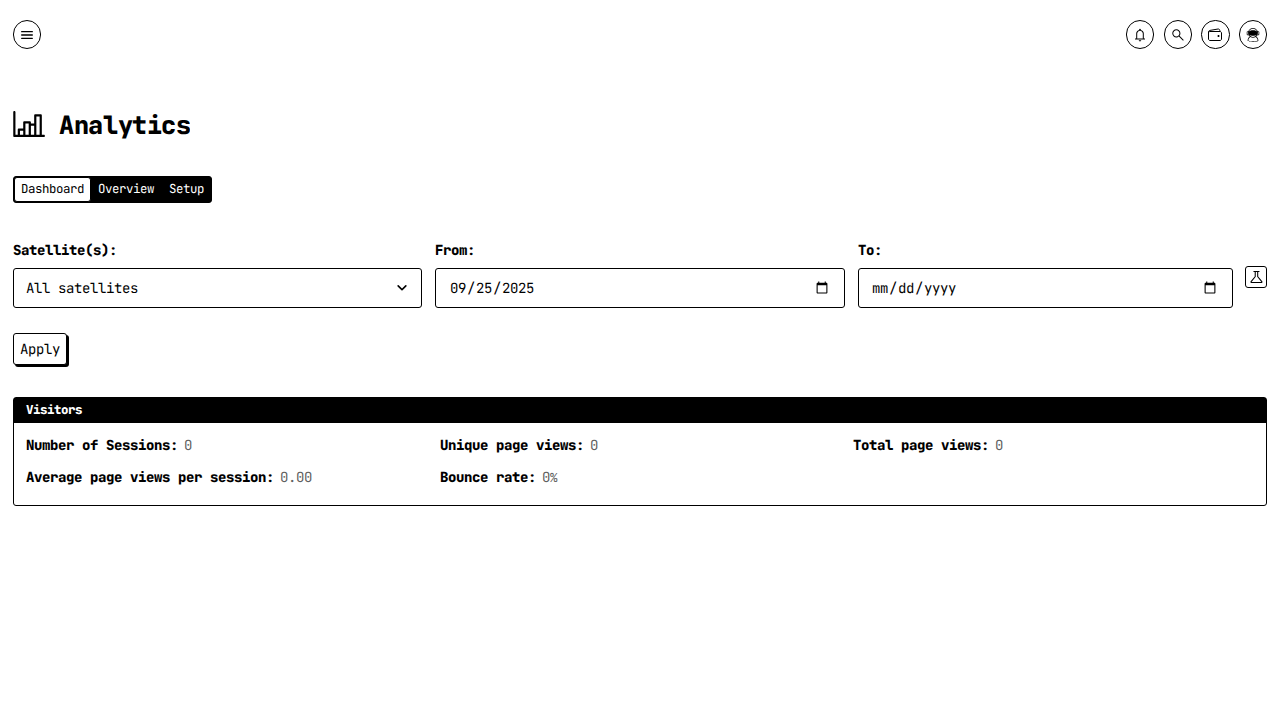 Analytics
Dashboard Overview Setup
Satellite(s): From: To:
All satellites 09/25/2025 mm/dd/yyyy
Apply
Visitors
Number of Sessions: 0 Unique page views: 0 Total page views: 0
Average page views per session: 0.00 Bounce rate: 0%